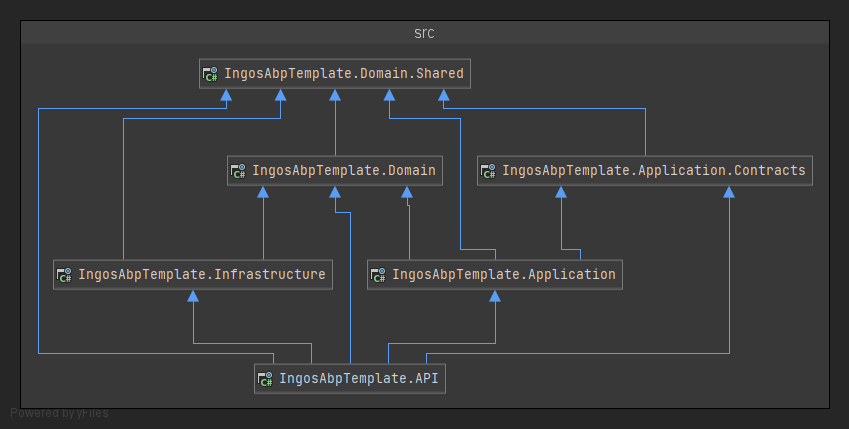 src
C# IngosAbpTemplate.Domain.Shared
C# IngosAbpTemplate.Domain
C# IngosAbpTemplate.Application.Contracts
C# IngosAbpTemplate.Infrastructure
C# IngosAbpTemplate.Application
C# IngosAbpTemplate.API
Powered by yFiles